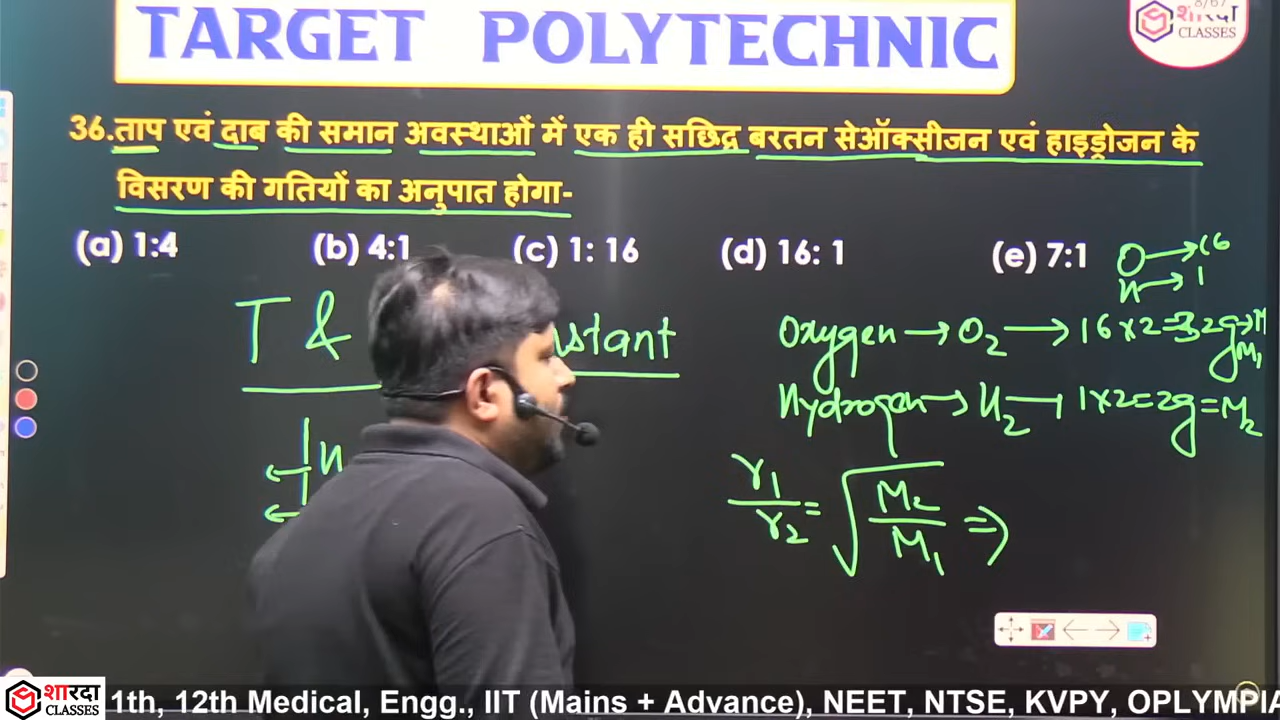 TARGET POLYTECHNIC
8/67
शारदा
CLASSES
36.ताप एवं दाब की समान अवस्थाओं में एक ही सछिद्र बरतन सेऑक्सीजन एवं हाइड्रोजन के
विसरण की गतियों का अनुपात होगा-
(a) 1:4 (b) 4:1 (c) 1: 16 (d) 16: 1 (e) 7:1
O → 16
H → 1
T & nstant
Oxygen → O2 → 16×2=32g→M
M1
Hydrogen → H2 → 1×2=2g=M2
r1/r2 = √M2/M1 ⇒
शारदा
CLASSES
1th, 12th Medical, Engg., IIT (Mains + Advance), NEET, NTSE, KVPY, OPLYMPIA